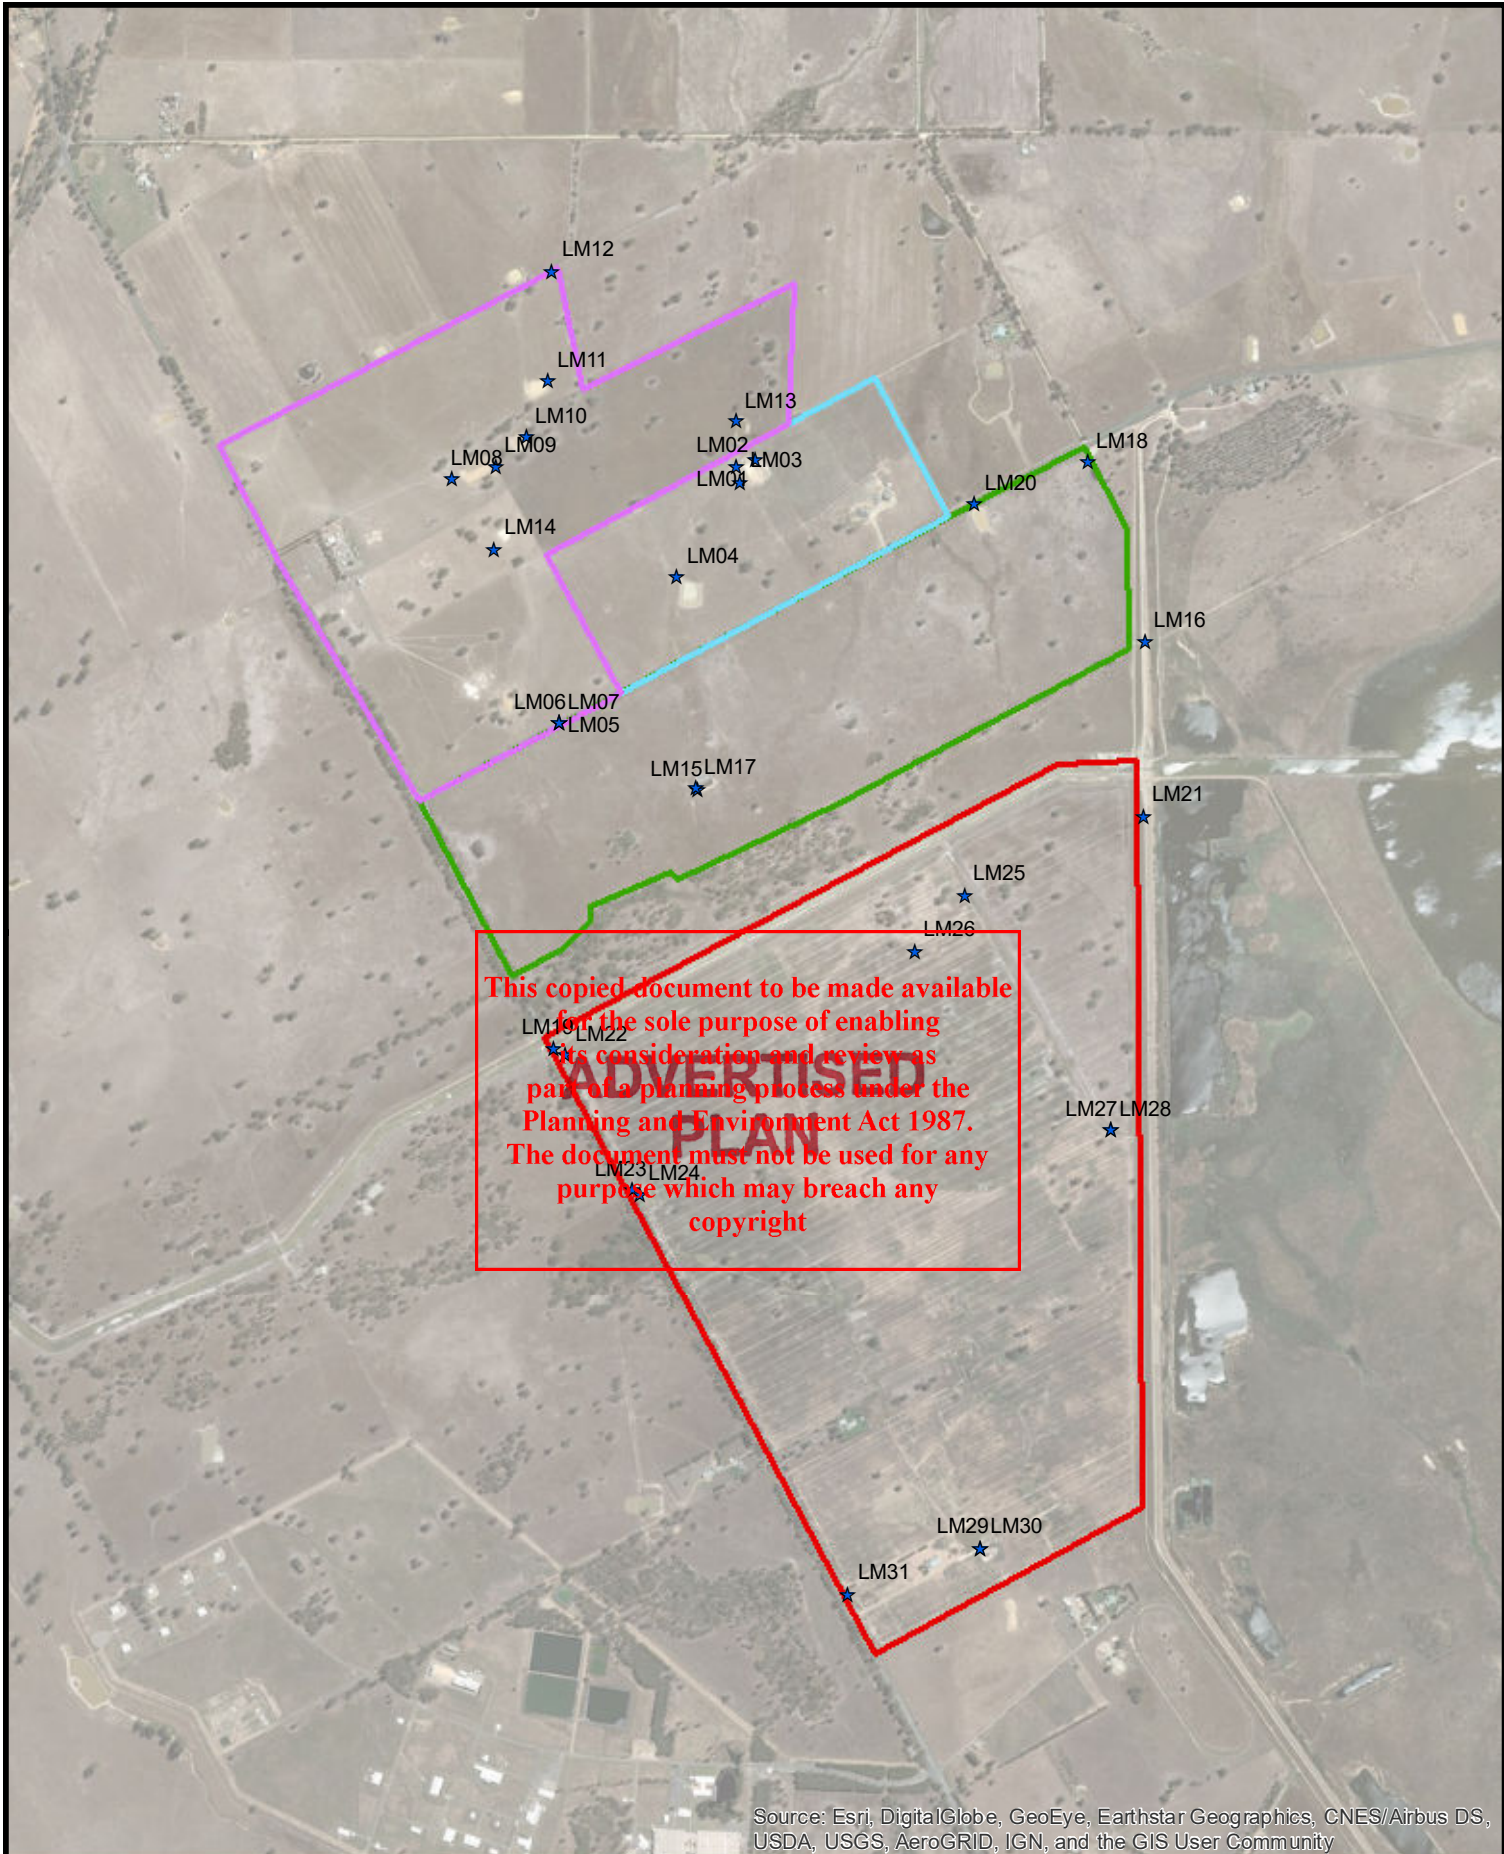 LM12
LM11
LM10
LM13
LM09
LM08
LM02
LM03
LM01
LM18
LM20
LM14
LM04
LM16
LM06LM07
LM05
LM15LM17
LM21
LM25
LM26
This copied document to be made available
for the sole purpose of enabling
its consideration and review as
part of a planning process under the
Planning and Environment Act 1987.
The document must not be used for any
purpose which may breach any
copyright
ADVERTISED
PLAN
LM19
LM22
LM27LM28
LM23
LM24
LM29LM30
LM31
Source: Esri, DigitalGlobe, GeoEye, Earthstar Geographics, CNES/Airbus DS,
USDA, USGS, AeroGRID, IGN, and the GIS User Community